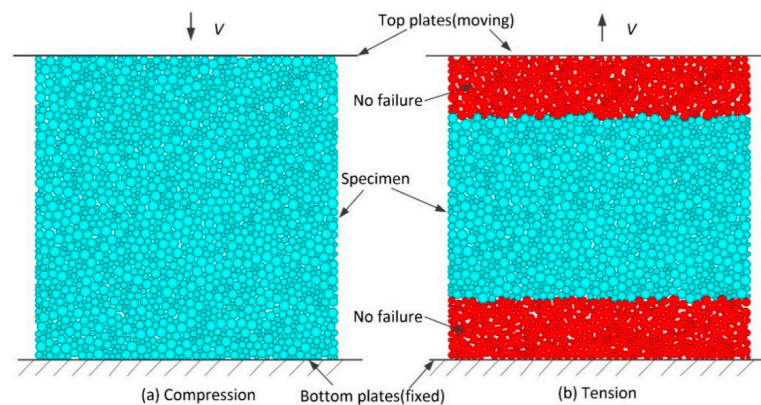 V
Top plates(moving)
V
No failure
Specimen
No failure
(a) Compression
Bottom plates(fixed)
(b) Tension